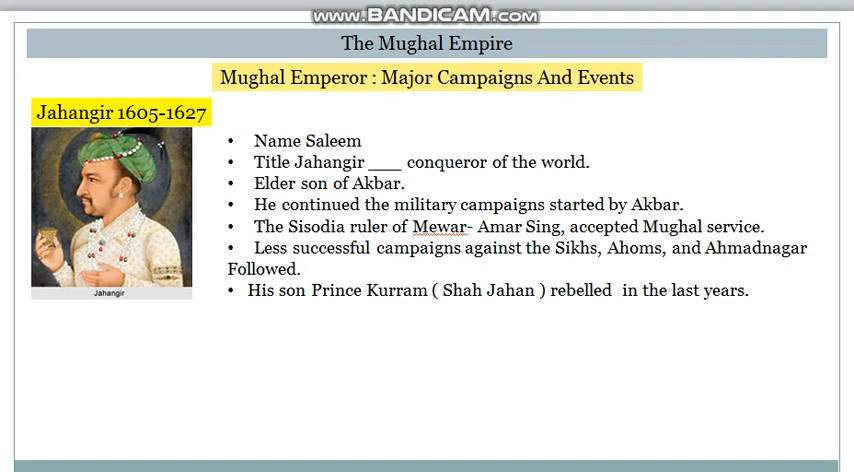 www.BANDICAM.com
The Mughal Empire
Mughal Emperor : Major Campaigns And Events
Jahangir 1605-1627
• Name Saleem
• Title Jahangir ___ conqueror of the world.
• Elder son of Akbar.
• He continued the military campaigns started by Akbar.
• The Sisodia ruler of Mewar- Amar Sing, accepted Mughal service.
• Less successful campaigns against the Sikhs, Ahoms, and Ahmadnagar
Followed.
• His son Prince Kurram ( Shah Jahan ) rebelled in the last years.
Jahangir